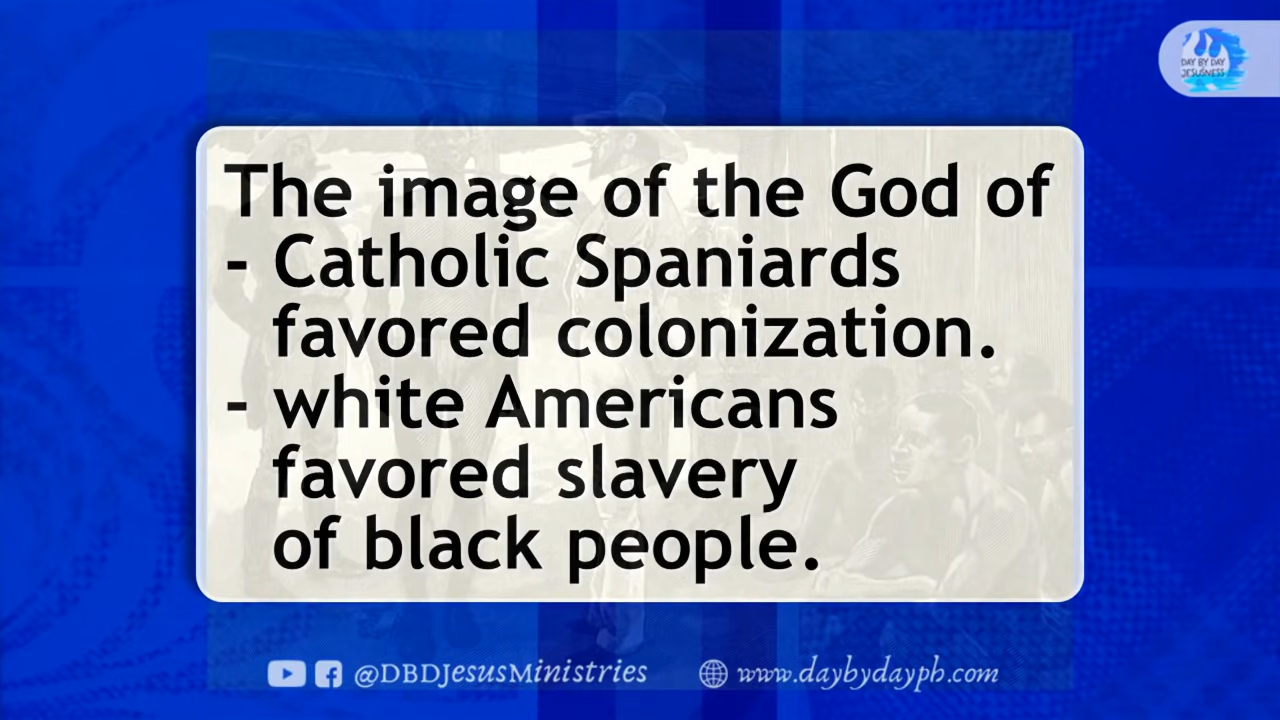 DAY BY DAY
JESUSNESS
The image of the God of
- Catholic Spaniards
favored colonization.
- white Americans
favored slavery
of black people.
@DBDJesusMinistries
www.daybydayph.com